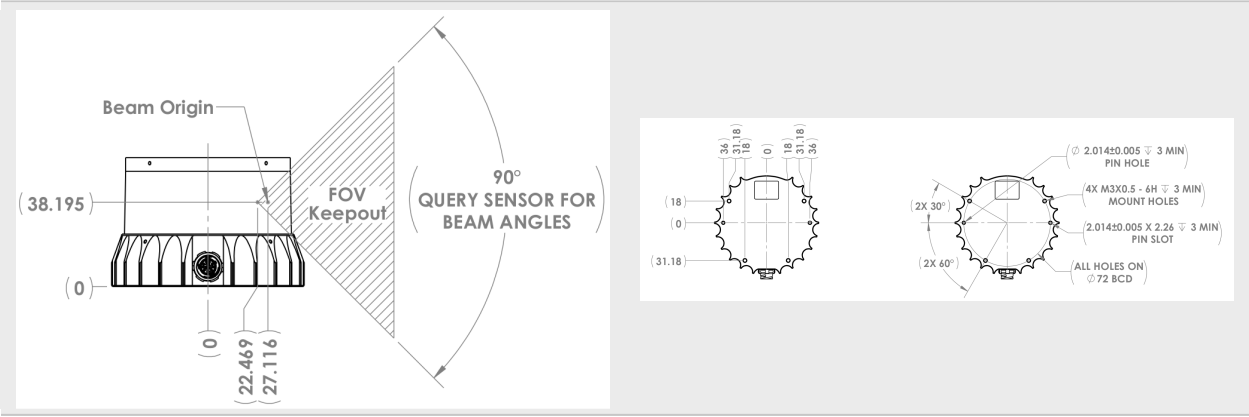 Beam Origin
(38.195)
(0)
FOV
Keepout
90°
(QUERY SENSOR FOR
BEAM ANGLES)
(0)
(22.469)
(27.116)
(36)
(31.18)
(18)
(0)
(18)
(31.18)
(36)
(18)
(0)
(31.18)
(2X 30°)
(2X 60°)
(∅ 2.014±0.005 ↧ 3 MIN)
PIN HOLE
(4X M3X0.5 - 6H ↧ 3 MIN)
MOUNT HOLES
(2.014±0.005 X 2.26 ↧ 3 MIN)
PIN SLOT
(ALL HOLES ON
∅72 BCD)